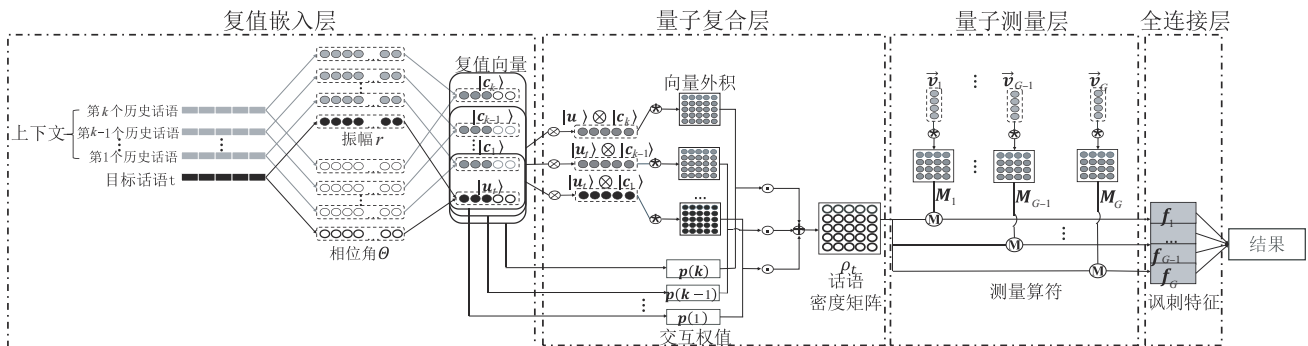 复值嵌入层
量子复合层
量子测量层
全连接层
上下文
第k个历史话语
第k-1个历史话语
第1个历史话语
目标话语t
振幅r
相位角Θ
复值向量
|c_k⟩
|c_{k-1}⟩
|c_1⟩
|u_t⟩
|u_t⟩⊗|c_k⟩
|u_t⟩⊗|c_{k-1}⟩
|u_t⟩⊗|c_1⟩
向量外积
p(k)
p(k-1)
p(1)
交互权值
ρ_t
话语
密度矩阵
v_1
v_{G-1}
v_G
M_1
M_{G-1}
M_G
M
M
M
测量算符
f_1
...
f_{G-1}
f_G
讽刺特征
结果